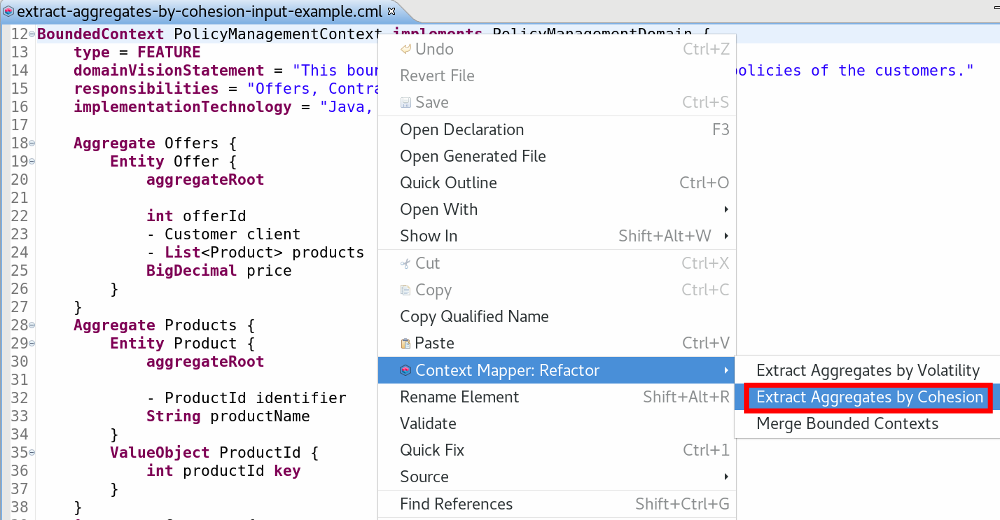 extract-aggregates-by-cohesion-input-example.cml
12 BoundedContext PolicyManagementContext implements PolicyManagementDomain {
13 type = FEATURE
14 domainVisionStatement = "This boun olicies of the customers."
15 responsibilities = "Offers, Contra
16 implementationTechnology = "Java,
17
18 Aggregate Offers {
19 Entity Offer {
20 aggregateRoot
21
22 int offerId
23 - Customer client
24 - List<Product> products
25 BigDecimal price
26 }
27 }
28 Aggregate Products {
29 Entity Product {
30 aggregateRoot
31
32 - ProductId identifier
33 String productName
34 }
35 ValueObject ProductId {
36 int productId key
37 }
38 }
Undo Ctrl+Z
Revert File
Save Ctrl+S
Open Declaration F3
Open Generated File
Quick Outline Ctrl+O
Open With
Show In Shift+Alt+W
Cut Ctrl+X
Copy Ctrl+C
Copy Qualified Name
Paste Ctrl+V
Context Mapper: Refactor
Rename Element Shift+Alt+R
Validate
Quick Fix Ctrl+1
Source
Find References Shift+Ctrl+G
Extract Aggregates by Volatility
Extract Aggregates by Cohesion
Merge Bounded Contexts